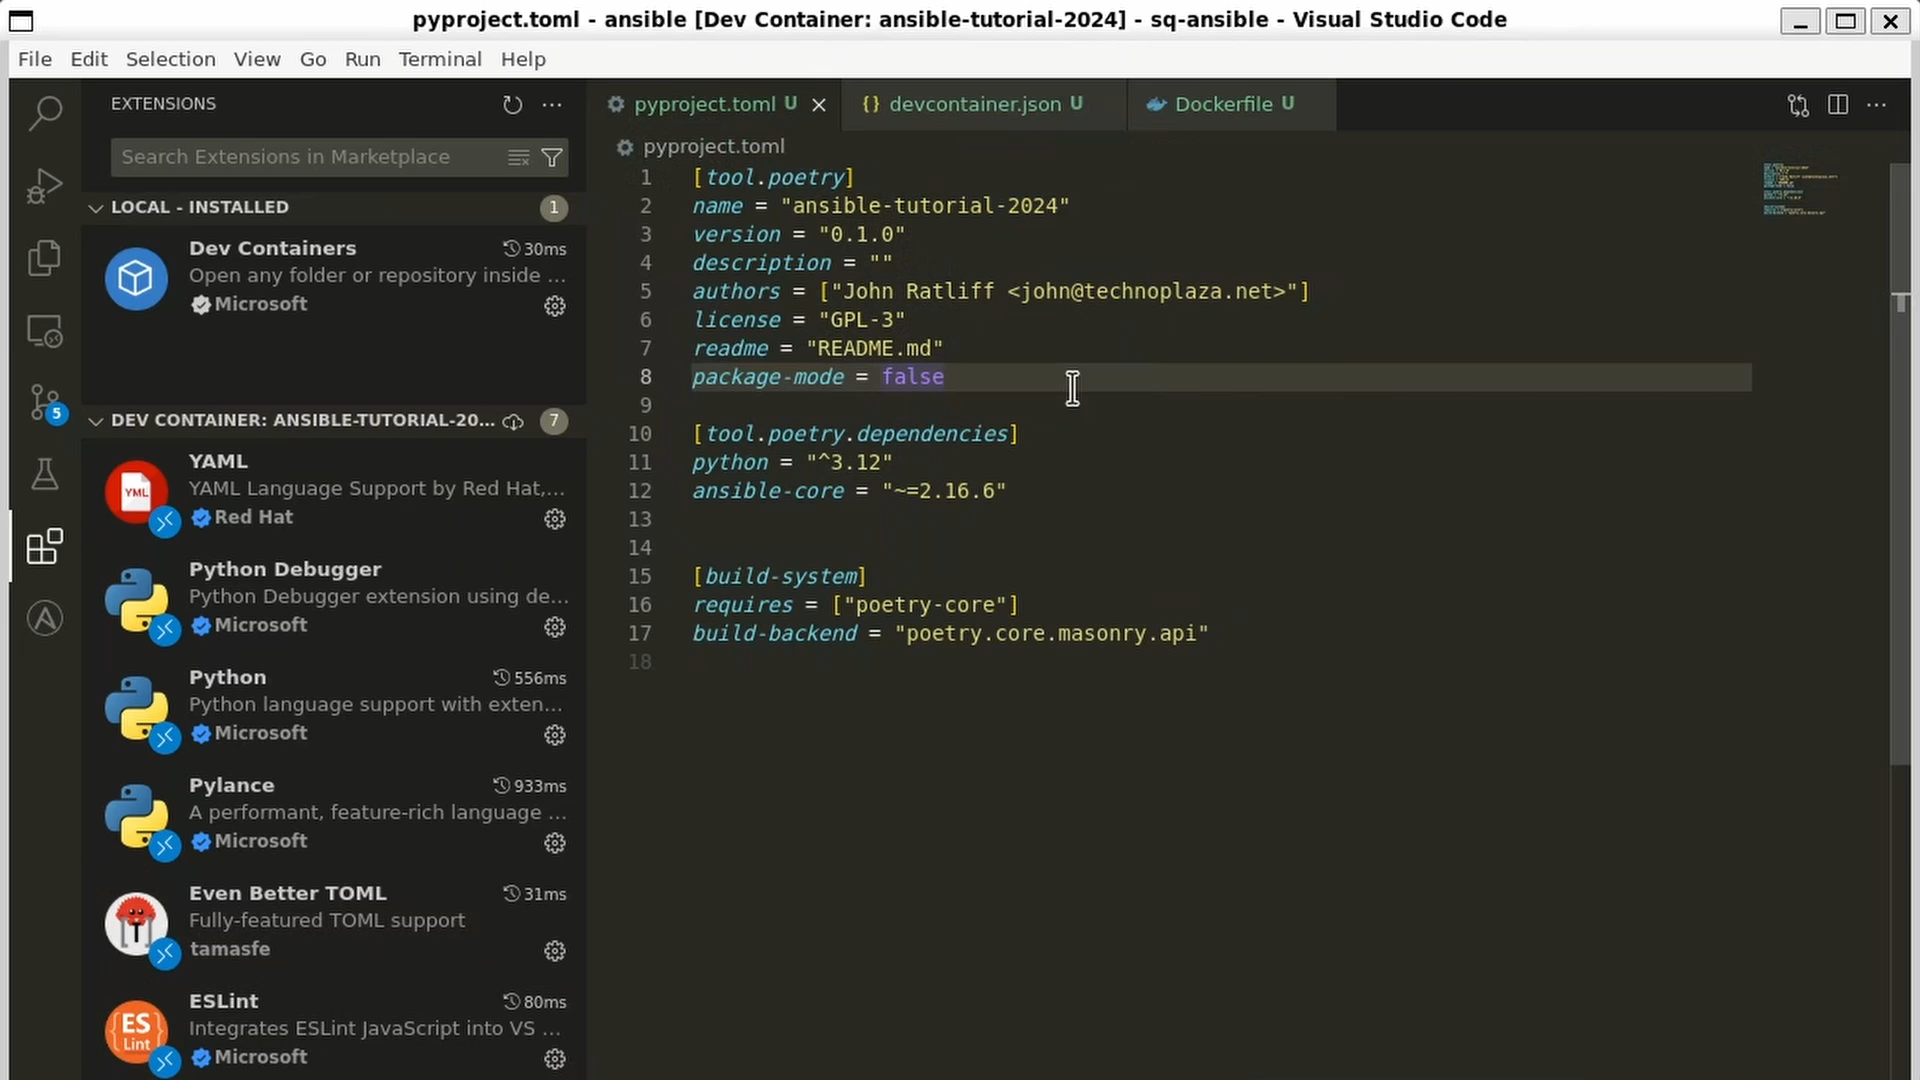 pyproject.toml - ansible [Dev Container: ansible-tutorial-2024] - sq-ansible - Visual Studio Code
File Edit Selection View Go Run Terminal Help
EXTENSIONS
Search Extensions in Marketplace
LOCAL - INSTALLED 1
Dev Containers 30ms
Open any folder or repository inside ...
Microsoft
5
DEV CONTAINER: ANSIBLE-TUTORIAL-20... 7
YML
YAML
YAML Language Support by Red Hat,...
Red Hat
Python Debugger
Python Debugger extension using de...
Microsoft
Python 556ms
Python language support with exten...
Microsoft
Pylance 933ms
A performant, feature-rich language ...
Microsoft
Even Better TOML 31ms
Fully-featured TOML support
tamasfe
ES
Lint
ESLint 80ms
Integrates ESLint JavaScript into VS ...
Microsoft
pyproject.toml U devcontainer.json U Dockerfile U
pyproject.toml
1 [tool.poetry]
2 name = "ansible-tutorial-2024"
3 version = "0.1.0"
4 description = ""
5 authors = ["John Ratliff <john@technoplaza.net>"]
6 license = "GPL-3"
7 readme = "README.md"
8 package-mode = false
9
10 [tool.poetry.dependencies]
11 python = "^3.12"
12 ansible-core = "~=2.16.6"
13
14
15 [build-system]
16 requires = ["poetry-core"]
17 build-backend = "poetry.core.masonry.api"
18